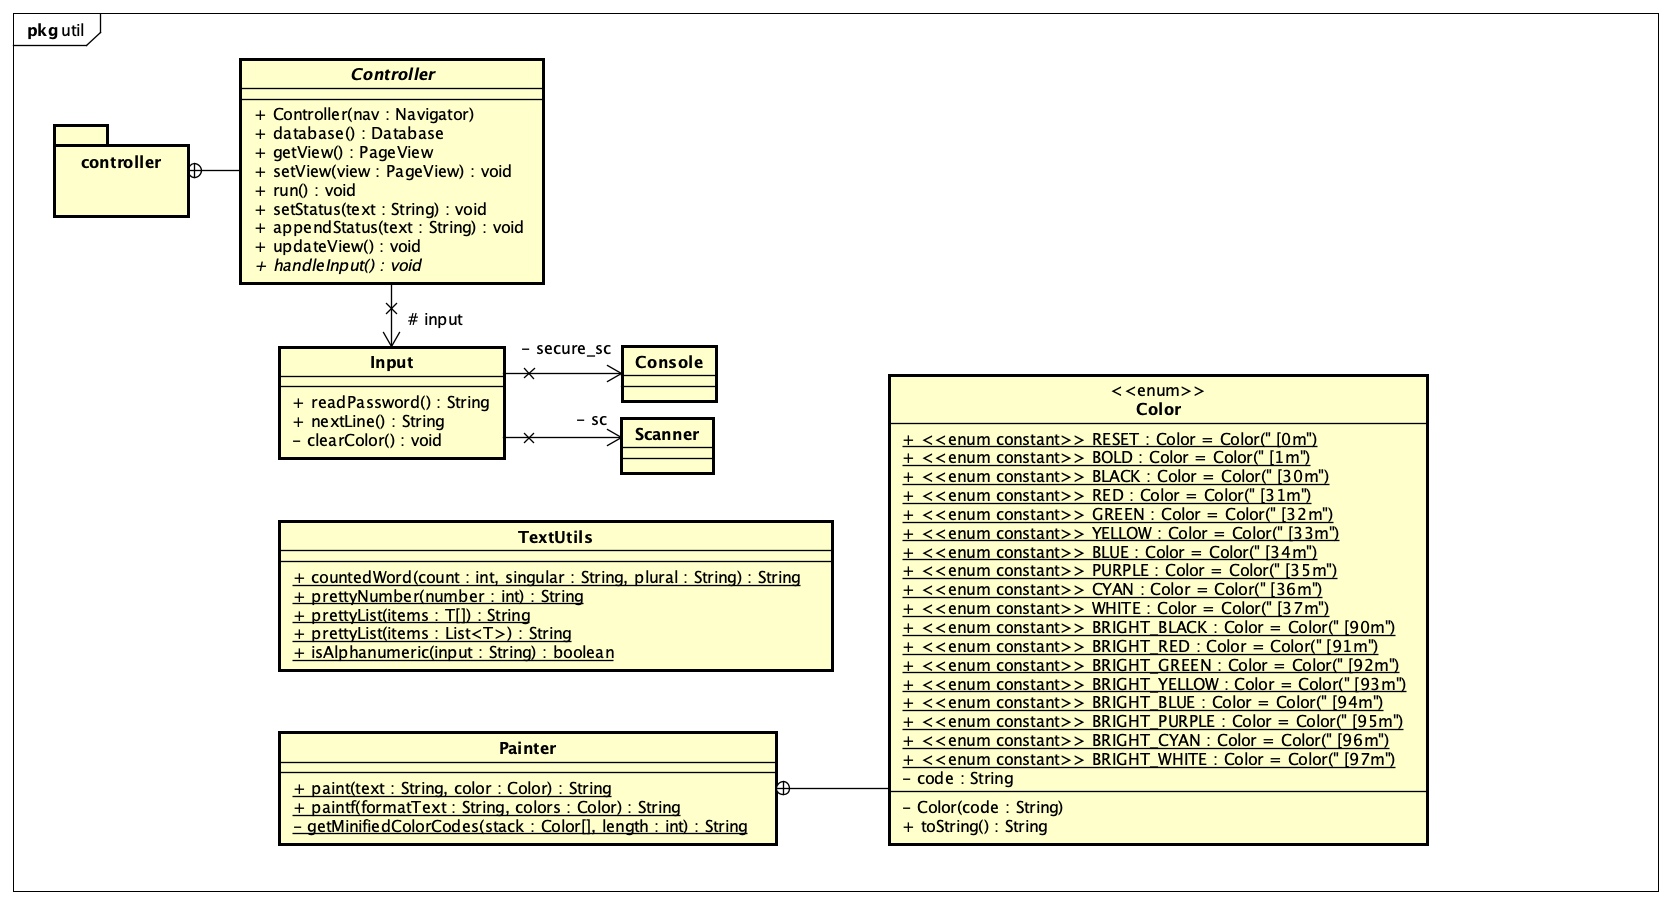 pkg util
Controller
+ Controller(nav : Navigator)
+ database() : Database
+ getView() : PageView
+ setView(view : PageView) : void
+ run() : void
+ setStatus(text : String) : void
+ appendStatus(text : String) : void
+ updateView() : void
+ handleInput() : void
controller
# input
Input
+ readPassword() : String
+ nextLine() : String
- clearColor() : void
- secure_sc
Console
- sc
Scanner
TextUtils
+ countedWord(count : int, singular : String, plural : String) : String
+ prettyNumber(number : int) : String
+ prettyList(items : T[]) : String
+ prettyList(items : List<T>) : String
+ isAlphanumeric(input : String) : boolean
Painter
+ paint(text : String, color : Color) : String
+ paintf(formatText : String, colors : Color) : String
- getMinifiedColorCodes(stack : Color[], length : int) : String
<<enum>>
Color
+ <<enum constant>> RESET : Color = Color(" [0m")
+ <<enum constant>> BOLD : Color = Color(" [1m")
+ <<enum constant>> BLACK : Color = Color(" [30m")
+ <<enum constant>> RED : Color = Color(" [31m")
+ <<enum constant>> GREEN : Color = Color(" [32m")
+ <<enum constant>> YELLOW : Color = Color(" [33m")
+ <<enum constant>> BLUE : Color = Color(" [34m")
+ <<enum constant>> PURPLE : Color = Color(" [35m")
+ <<enum constant>> CYAN : Color = Color(" [36m")
+ <<enum constant>> WHITE : Color = Color(" [37m")
+ <<enum constant>> BRIGHT_BLACK : Color = Color(" [90m")
+ <<enum constant>> BRIGHT_RED : Color = Color(" [91m")
+ <<enum constant>> BRIGHT_GREEN : Color = Color(" [92m")
+ <<enum constant>> BRIGHT_YELLOW : Color = Color(" [93m")
+ <<enum constant>> BRIGHT_BLUE : Color = Color(" [94m")
+ <<enum constant>> BRIGHT_PURPLE : Color = Color(" [95m")
+ <<enum constant>> BRIGHT_CYAN : Color = Color(" [96m")
+ <<enum constant>> BRIGHT_WHITE : Color = Color(" [97m")
- code : String
- Color(code : String)
+ toString() : String